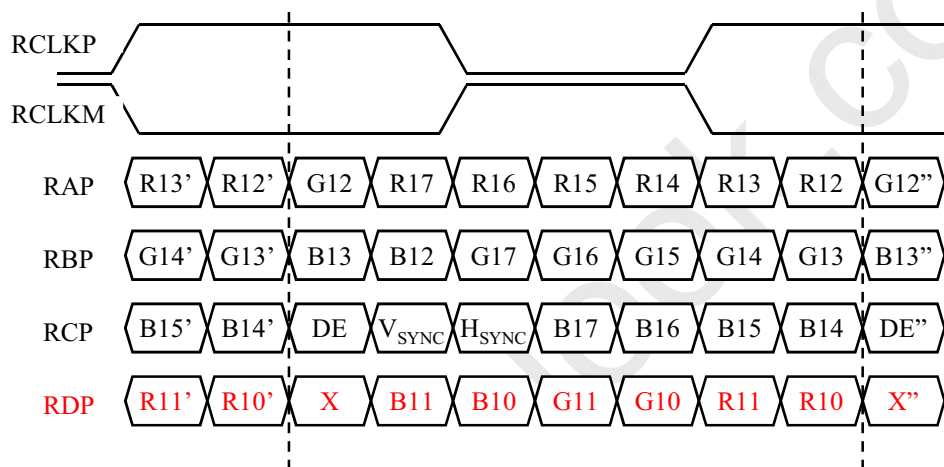 RCLKP
RCLKM
RAP R13’ R12’ G12 R17 R16 R15 R14 R13 R12 G12”
RBP G14’ G13’ B13 B12 G17 G16 G15 G14 G13 B13”
RCP B15’ B14’ DE VSYNC HSYNC B17 B16 B15 B14 DE”
RDP R11’ R10’ X B11 B10 G11 G10 R11 R10 X”
look.co